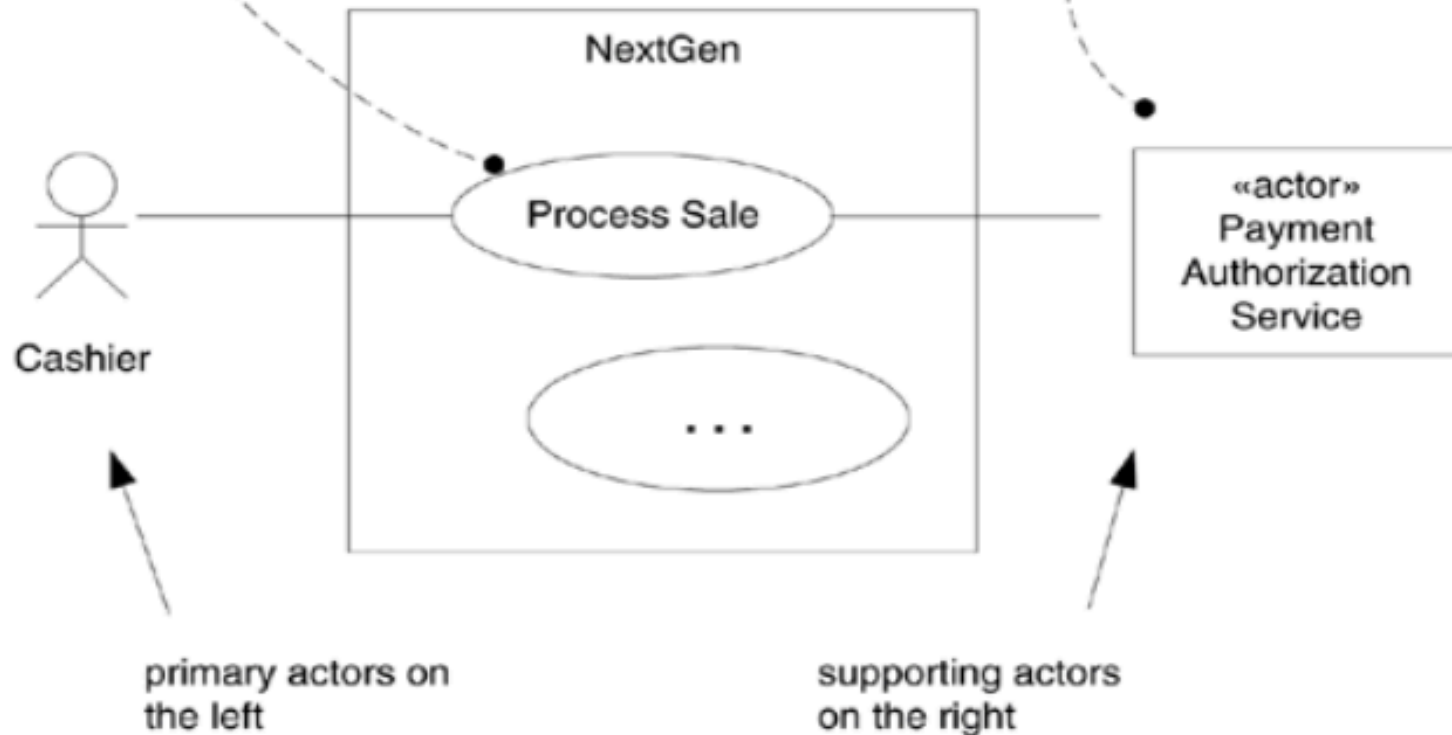 NextGen
Process Sale
«actor»
Payment
Authorization
Service
Cashier
. . .
primary actors on
the left
supporting actors
on the right